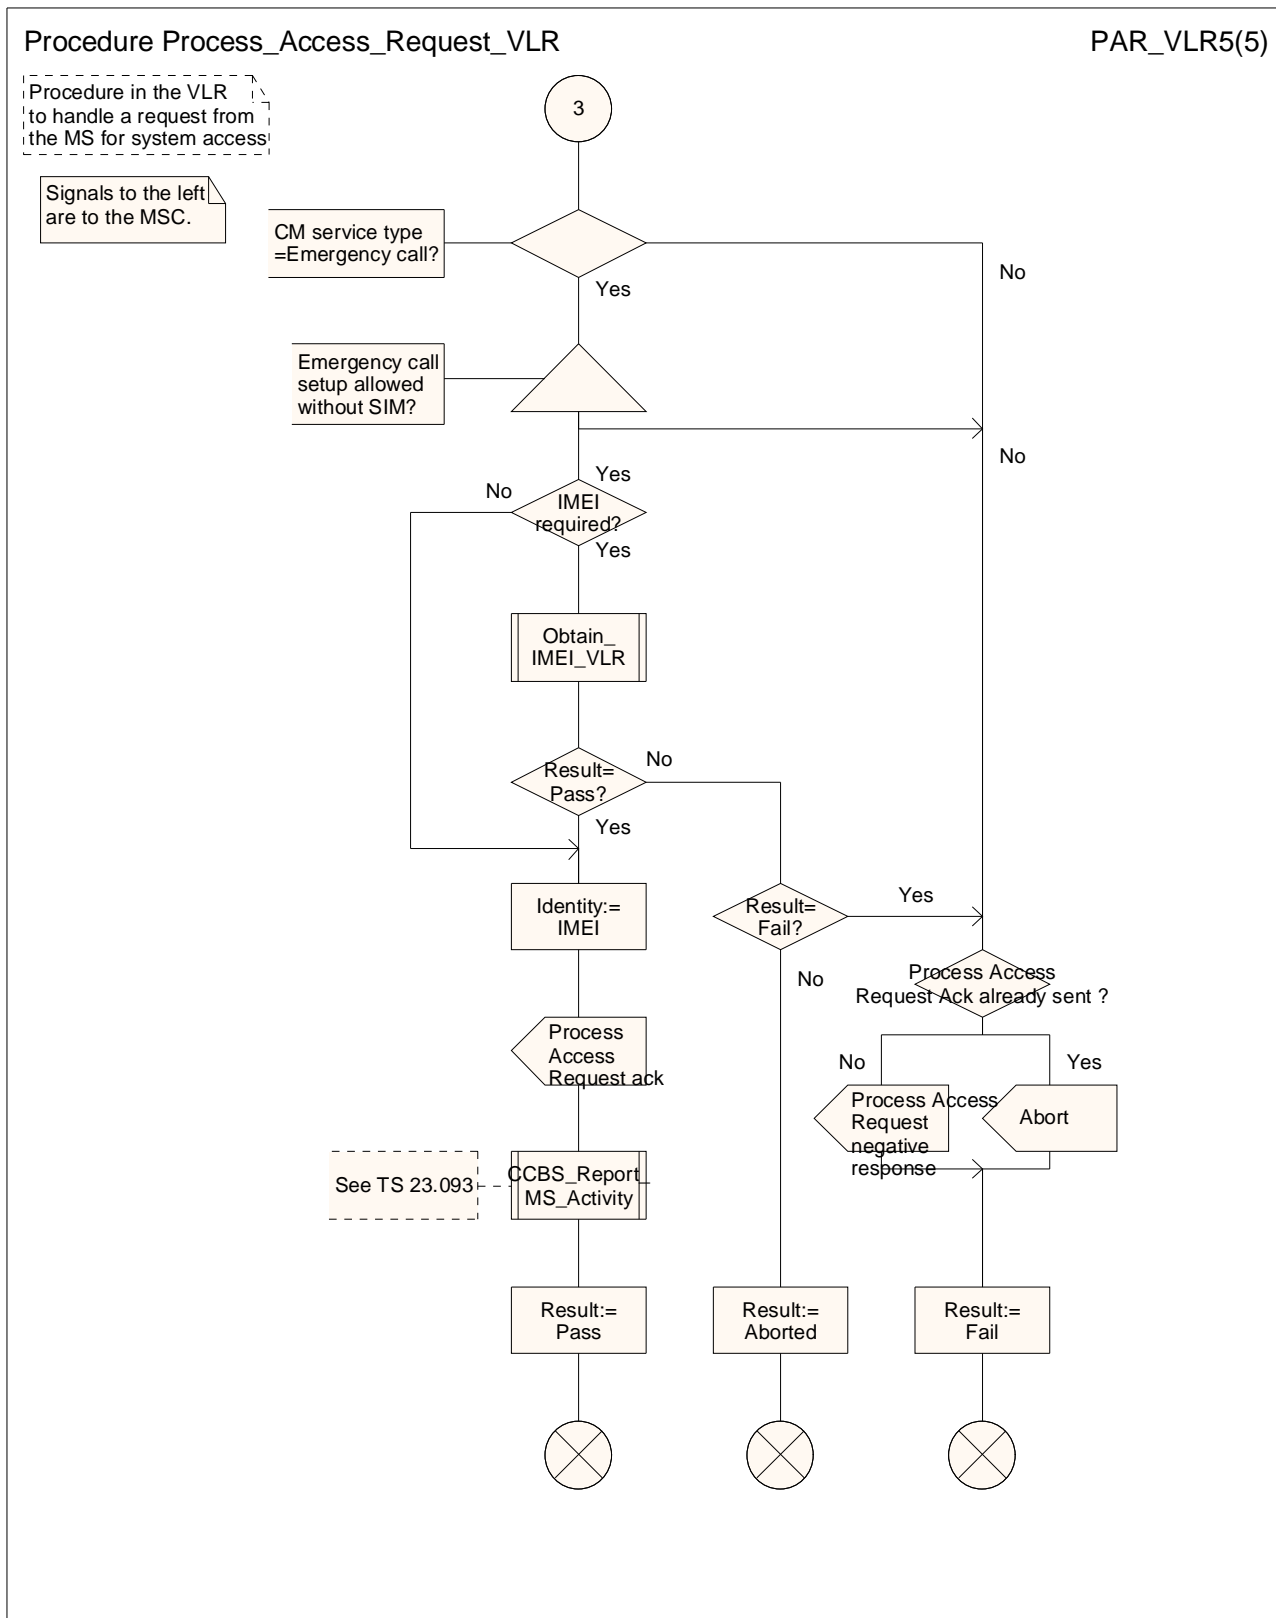 Procedure Process_Access_Request_VLR
PAR_VLR5(5)
Procedure in the VLR
to handle a request from
the MS for system access
3
Signals to the left
are to the MSC.
CM service type
=Emergency call?
No
Yes
Emergency call
setup allowed
without SIM?
No
Yes
No
IMEI
required?
Yes
Obtain_
IMEI_VLR
No
Result=
Pass?
Yes
Identity:=
IMEI
Result=
Fail?
Yes
No
Process Access
Request Ack already sent ?
Process
Access
Request ack
No
Yes
Process Access
Request
negative
response
Abort
See TS 23.093
CCBS_Report_
MS_Activity
Result:=
Pass
Result:=
Aborted
Result:=
Fail